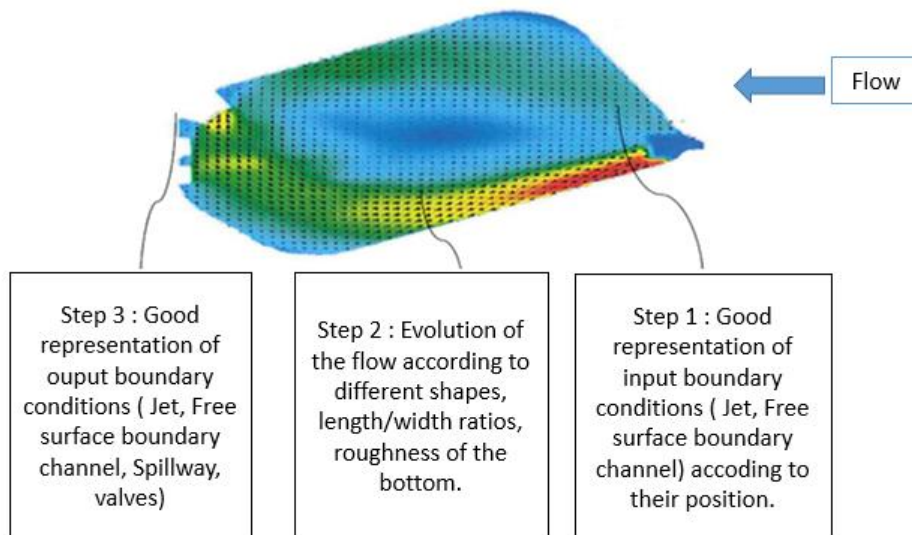 Flow
Step 3 : Good
representation of
ouput boundary
conditions ( Jet, Free
surface boundary
channel, Spillway,
valves)
Step 2 : Evolution of
the flow according to
different shapes,
length/width ratios,
roughness of the
bottom.
Step 1 : Good
representation of
input boundary
conditions ( Jet, Free
surface boundary
channel) accoding to
their position.